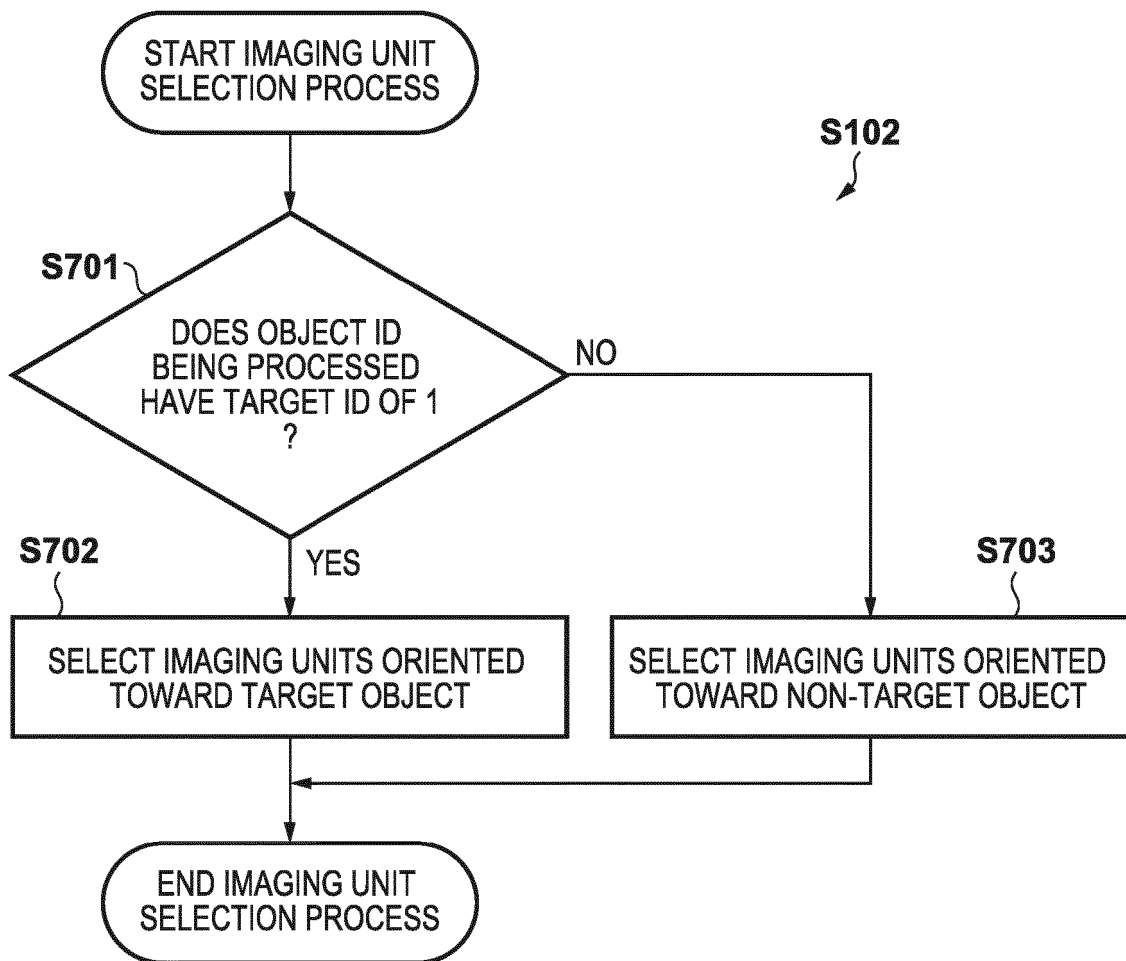 START IMAGING UNIT
SELECTION PROCESS
S102
S701
DOES OBJECT ID
BEING PROCESSED
HAVE TARGET ID OF 1
?
NO
YES
S702
S703
SELECT IMAGING UNITS ORIENTED
TOWARD TARGET OBJECT
SELECT IMAGING UNITS ORIENTED
TOWARD NON-TARGET OBJECT
END IMAGING UNIT
SELECTION PROCESS